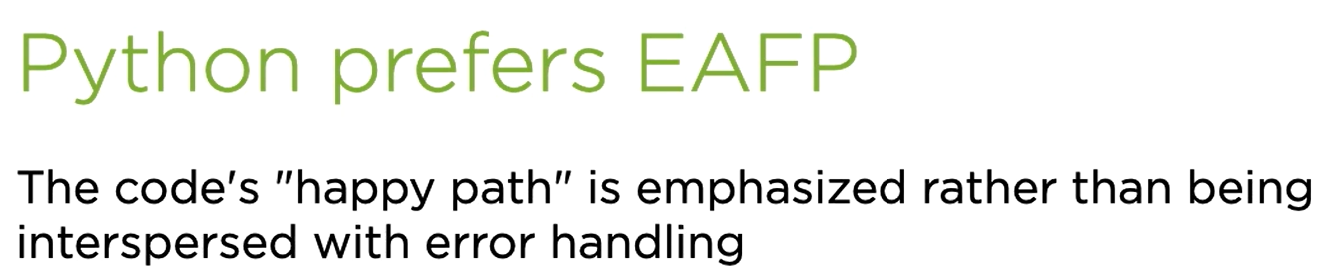 Python prefers EAFP
The code's "happy path" is emphasized rather than being
interspersed with error handling